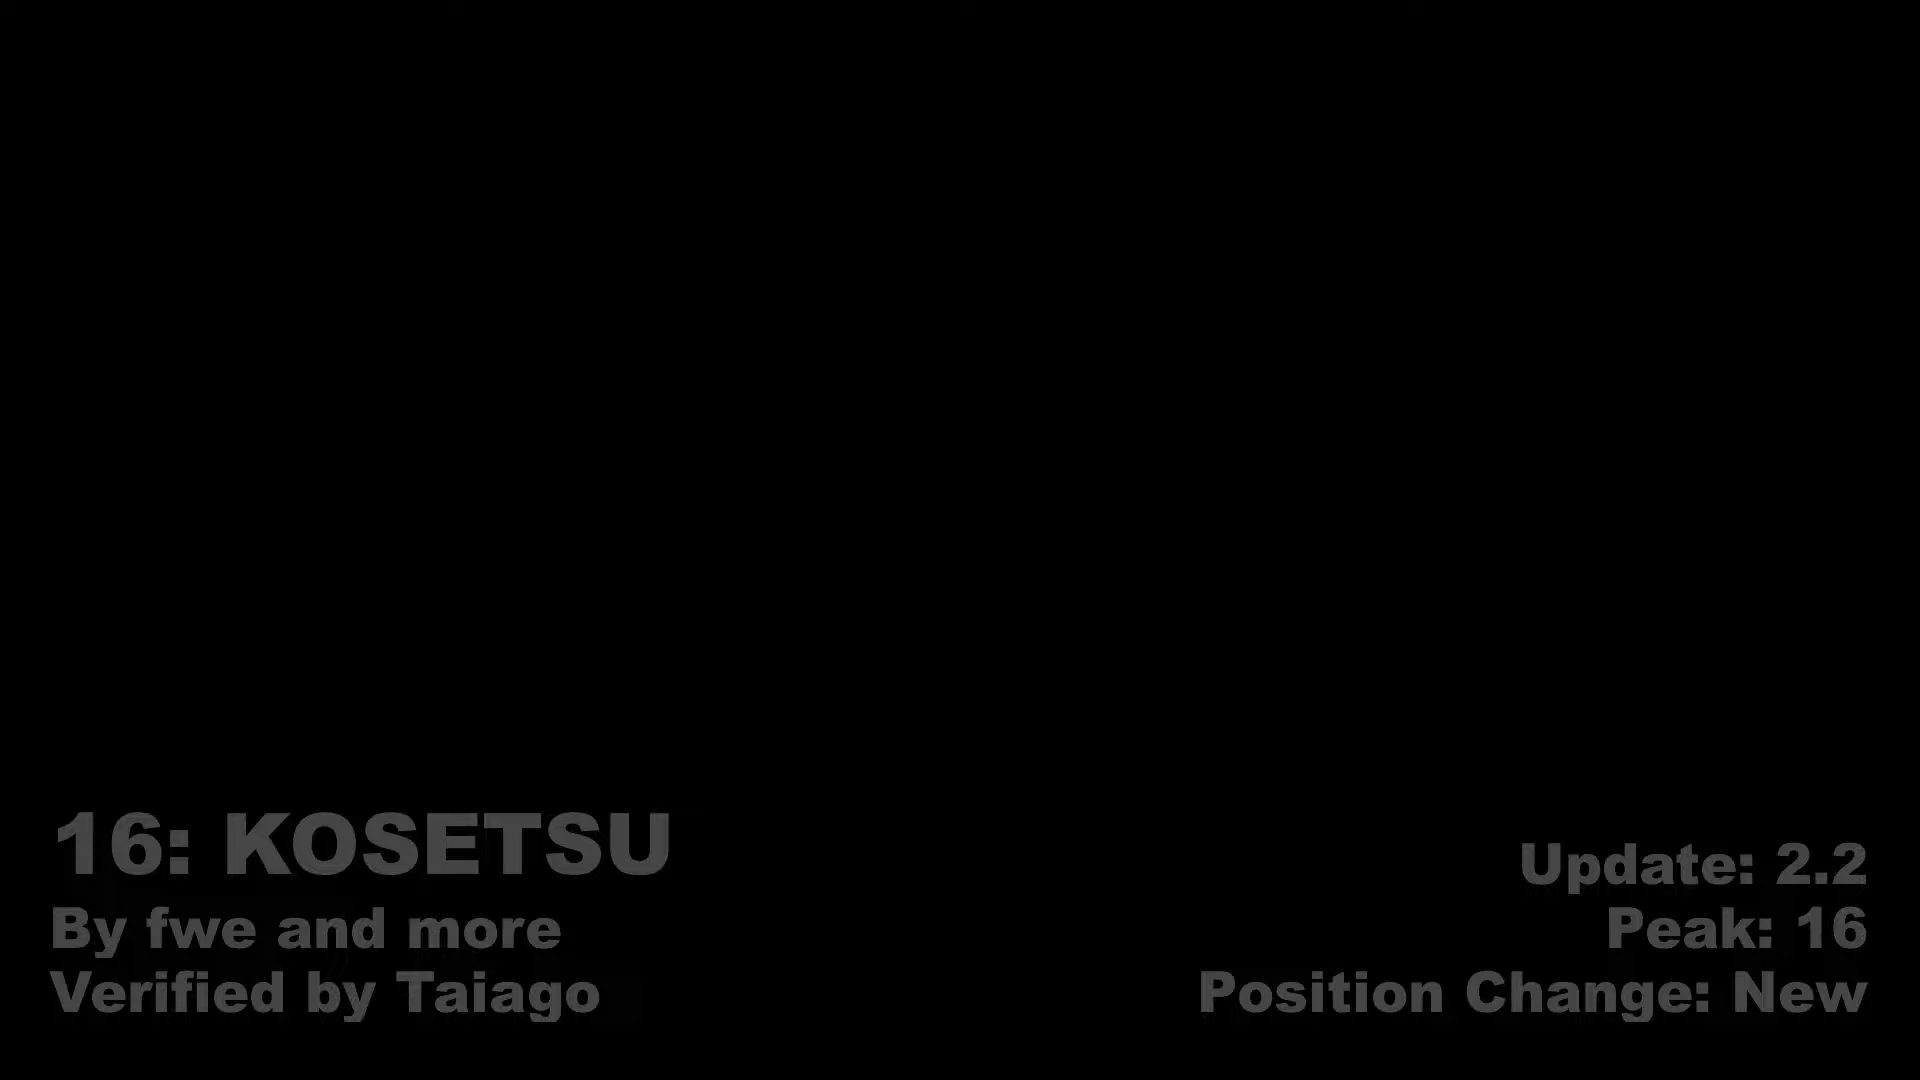 16: KOSETSU
By fwe and more
Verified by Taiago
Update: 2.2
Peak: 16
Position Change: New